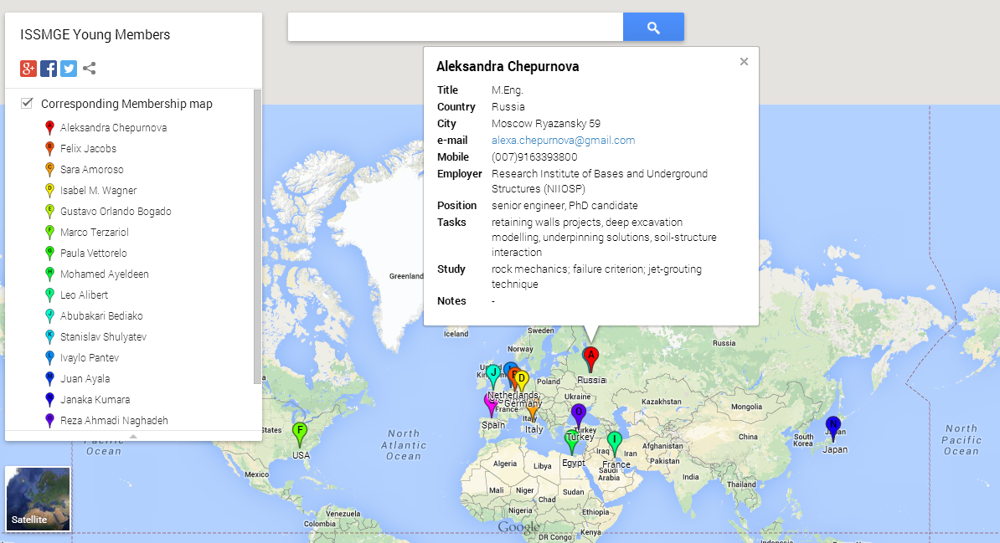 ISSMGE Young Members
Corresponding Membership map
A Aleksandra Chepurnova
B Felix Jacobs
C Sara Amoroso
D Isabel M. Wagner
E Gustavo Orlando Bogado
F Marco Terzariol
G Paula Vettorelo
H Mohamed Ayeldeen
I Leo Alibert
J Abubakari Bediako
K Stanislav Shulyatev
L Ivaylo Pantev
M Juan Ayala
N Janaka Kumara
O Reza Ahmadi Naghadeh
Satellite
Aleksandra Chepurnova
Title M.Eng.
Country Russia
City Moscow Ryazansky 59
e-mail alexa.chepurnova@gmail.com
Mobile (007)9163393800
Employer Research Institute of Bases and Underground
Structures (NIIOSP)
Position senior engineer, PhD candidate
Tasks retaining walls projects, deep excavation
modelling, underpinning solutions, soil-structure
interaction
Study rock mechanics; failure criterion; jet-grouting
technique
Notes -
Greenland
Iceland
Sweden
Norway
Russia
A
Russia
J
D
Poland
Netherlands
Germany
Ukraine
France
Spain
Italy
Kazakhstan
Mongolia
O
Turkey
Turkey
I
France
Egypt
Iraq
Iran
Afghanistan
Pakistan
China
South
Korea
N
Japan
North
Pacific
Ocean
North
Atlantic
Ocean
Pacific
Ocean
States
F
USA
Mexico
Algeria
Libya
Saudi
Arabia
India
Thailand
Mali
Niger
Sudan
Chad
Nigeria
Ethiopia
Venezuela
Colombia
Google
DR Congo
Kenya
Indonesia